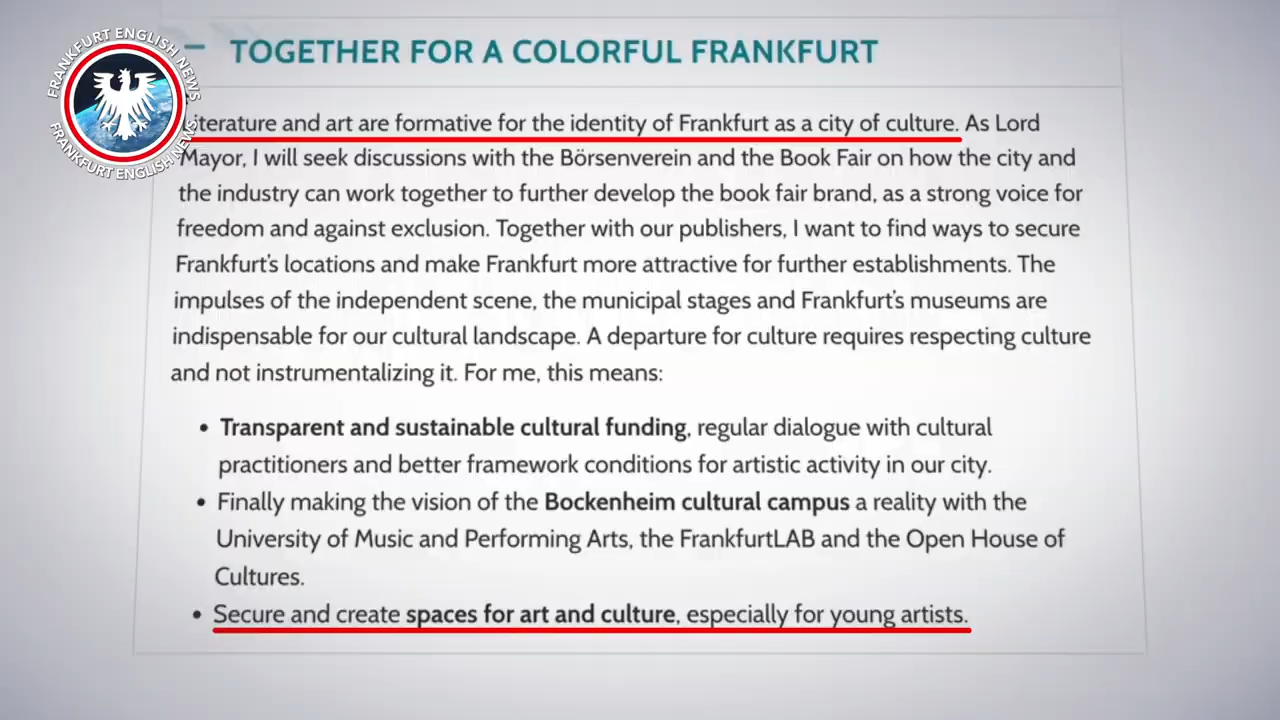 FRANKFURT ENGLISH NEWS
FRANKFURT ENGLISH NEWS
TOGETHER FOR A COLORFUL FRANKFURT
Literature and art are formative for the identity of Frankfurt as a city of culture. As Lord
Mayor, I will seek discussions with the Börsenverein and the Book Fair on how the city and
the industry can work together to further develop the book fair brand, as a strong voice for
freedom and against exclusion. Together with our publishers, I want to find ways to secure
Frankfurt's locations and make Frankfurt more attractive for further establishments. The
impulses of the independent scene, the municipal stages and Frankfurt's museums are
indispensable for our cultural landscape. A departure for culture requires respecting culture
and not instrumentalizing it. For me, this means:
• Transparent and sustainable cultural funding, regular dialogue with cultural
practitioners and better framework conditions for artistic activity in our city.
• Finally making the vision of the Bockenheim cultural campus a reality with the
University of Music and Performing Arts, the FrankfurtLAB and the Open House of
Cultures.
• Secure and create spaces for art and culture, especially for young artists.